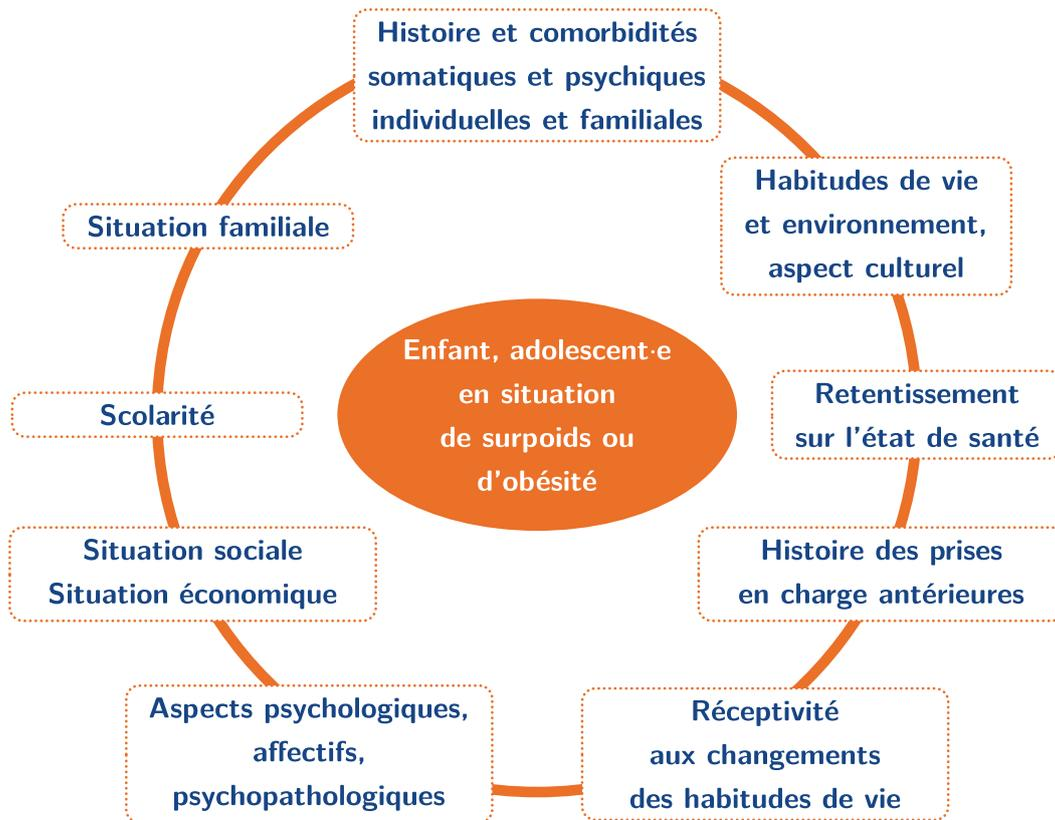 Histoire et comorbidités
somatiques et psychiques
individuelles et familiales
Habitudes de vie
et environnement,
aspect culturel
Situation familiale
Enfant, adolescent·e
en situation
de surpoids ou
d'obésité
Retentissement
sur l'état de santé
Scolarité
Situation sociale
Situation économique
Histoire des prises
en charge antérieures
Aspects psychologiques,
affectifs,
psychopathologiques
Réceptivité
aux changements
des habitudes de vie